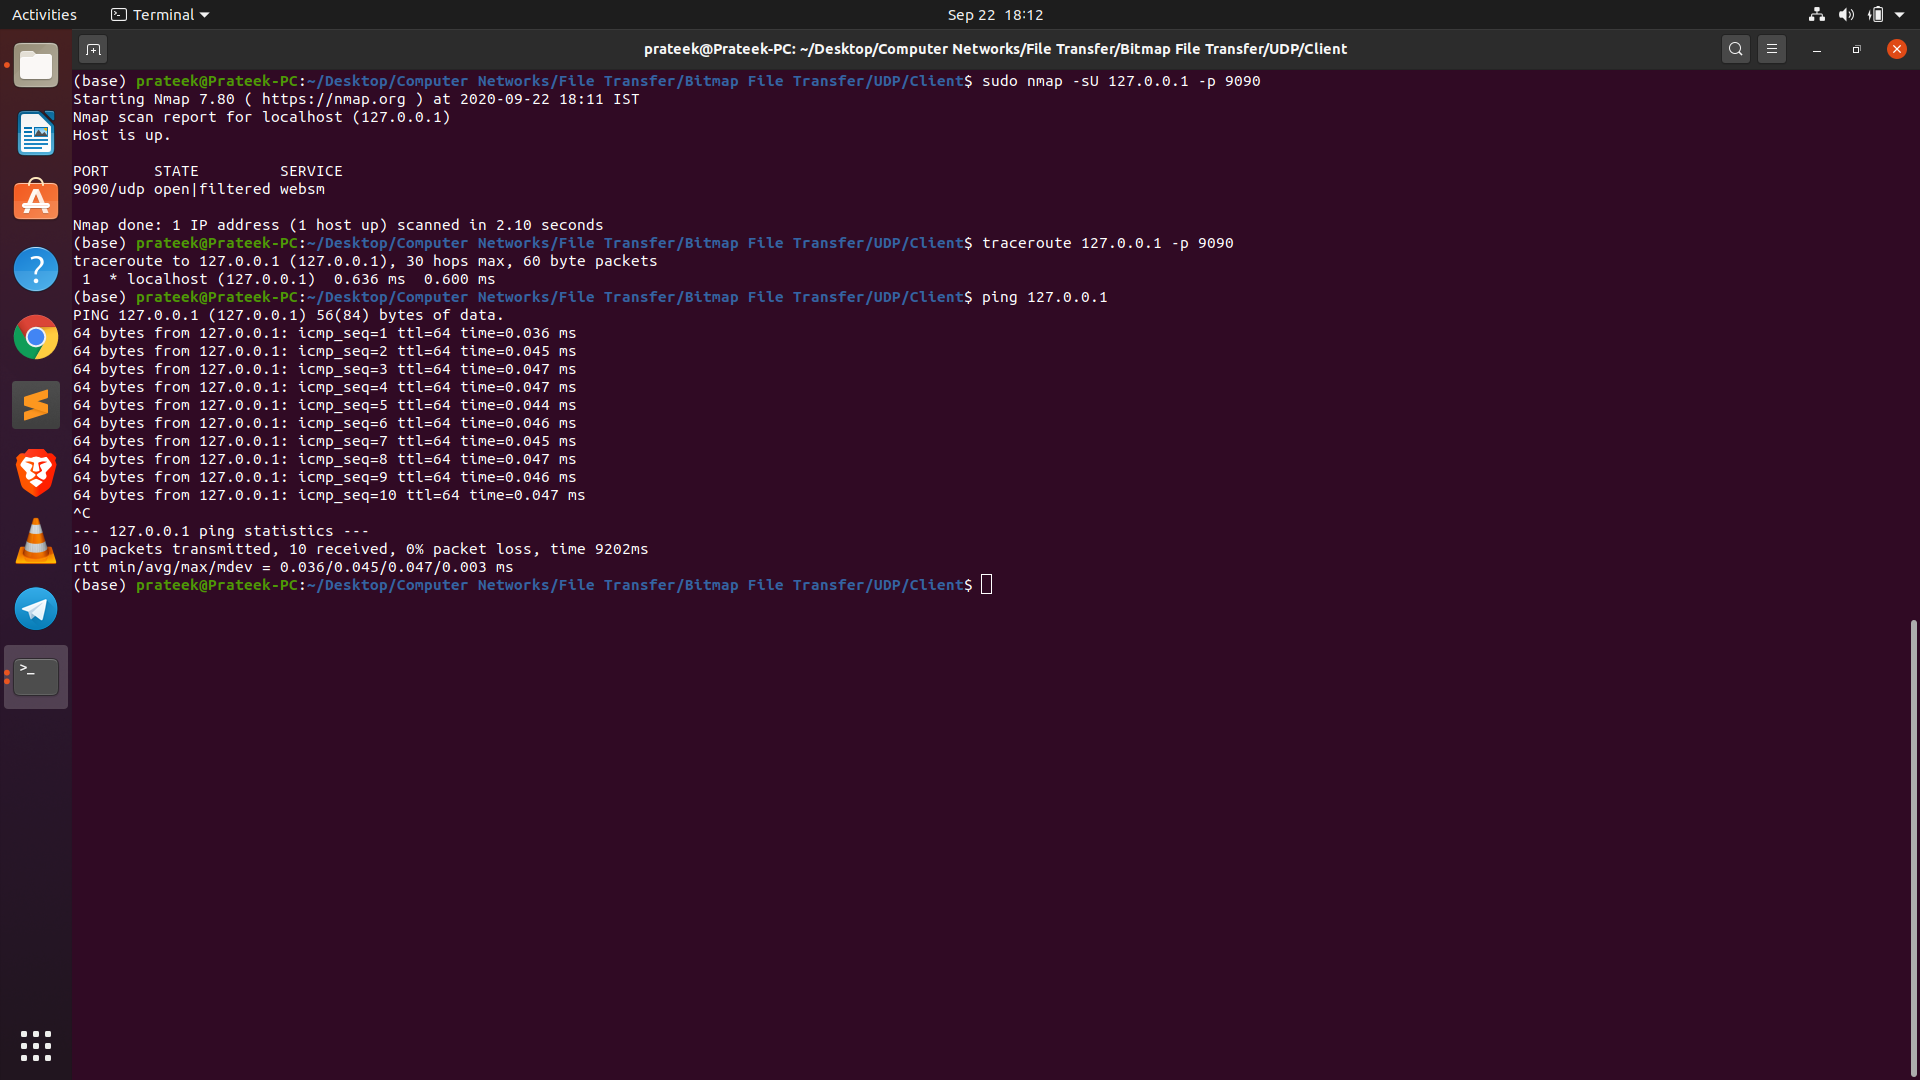 Activities
Terminal
Sep 22 18:12
prateek@Prateek-PC: ~/Desktop/Computer Networks/File Transfer/Bitmap File Transfer/UDP/Client
(base) prateek@Prateek-PC:~/Desktop/Computer Networks/File Transfer/Bitmap File Transfer/UDP/Client$ sudo nmap -sU 127.0.0.1 -p 9090
Starting Nmap 7.80 ( https://nmap.org ) at 2020-09-22 18:11 IST
Nmap scan report for localhost (127.0.0.1)
Host is up.
PORT     STATE         SERVICE
9090/udp open|filtered websm
Nmap done: 1 IP address (1 host up) scanned in 2.10 seconds
(base) prateek@Prateek-PC:~/Desktop/Computer Networks/File Transfer/Bitmap File Transfer/UDP/Client$ traceroute 127.0.0.1 -p 9090
traceroute to 127.0.0.1 (127.0.0.1), 30 hops max, 60 byte packets
 1  * localhost (127.0.0.1)  0.636 ms  0.600 ms
(base) prateek@Prateek-PC:~/Desktop/Computer Networks/File Transfer/Bitmap File Transfer/UDP/Client$ ping 127.0.0.1
PING 127.0.0.1 (127.0.0.1) 56(84) bytes of data.
64 bytes from 127.0.0.1: icmp_seq=1 ttl=64 time=0.036 ms
64 bytes from 127.0.0.1: icmp_seq=2 ttl=64 time=0.045 ms
64 bytes from 127.0.0.1: icmp_seq=3 ttl=64 time=0.047 ms
64 bytes from 127.0.0.1: icmp_seq=4 ttl=64 time=0.047 ms
64 bytes from 127.0.0.1: icmp_seq=5 ttl=64 time=0.044 ms
64 bytes from 127.0.0.1: icmp_seq=6 ttl=64 time=0.046 ms
64 bytes from 127.0.0.1: icmp_seq=7 ttl=64 time=0.045 ms
64 bytes from 127.0.0.1: icmp_seq=8 ttl=64 time=0.047 ms
64 bytes from 127.0.0.1: icmp_seq=9 ttl=64 time=0.046 ms
64 bytes from 127.0.0.1: icmp_seq=10 ttl=64 time=0.047 ms
^C
--- 127.0.0.1 ping statistics ---
10 packets transmitted, 10 received, 0% packet loss, time 9202ms
rtt min/avg/max/mdev = 0.036/0.045/0.047/0.003 ms
(base) prateek@Prateek-PC:~/Desktop/Computer Networks/File Transfer/Bitmap File Transfer/UDP/Client$